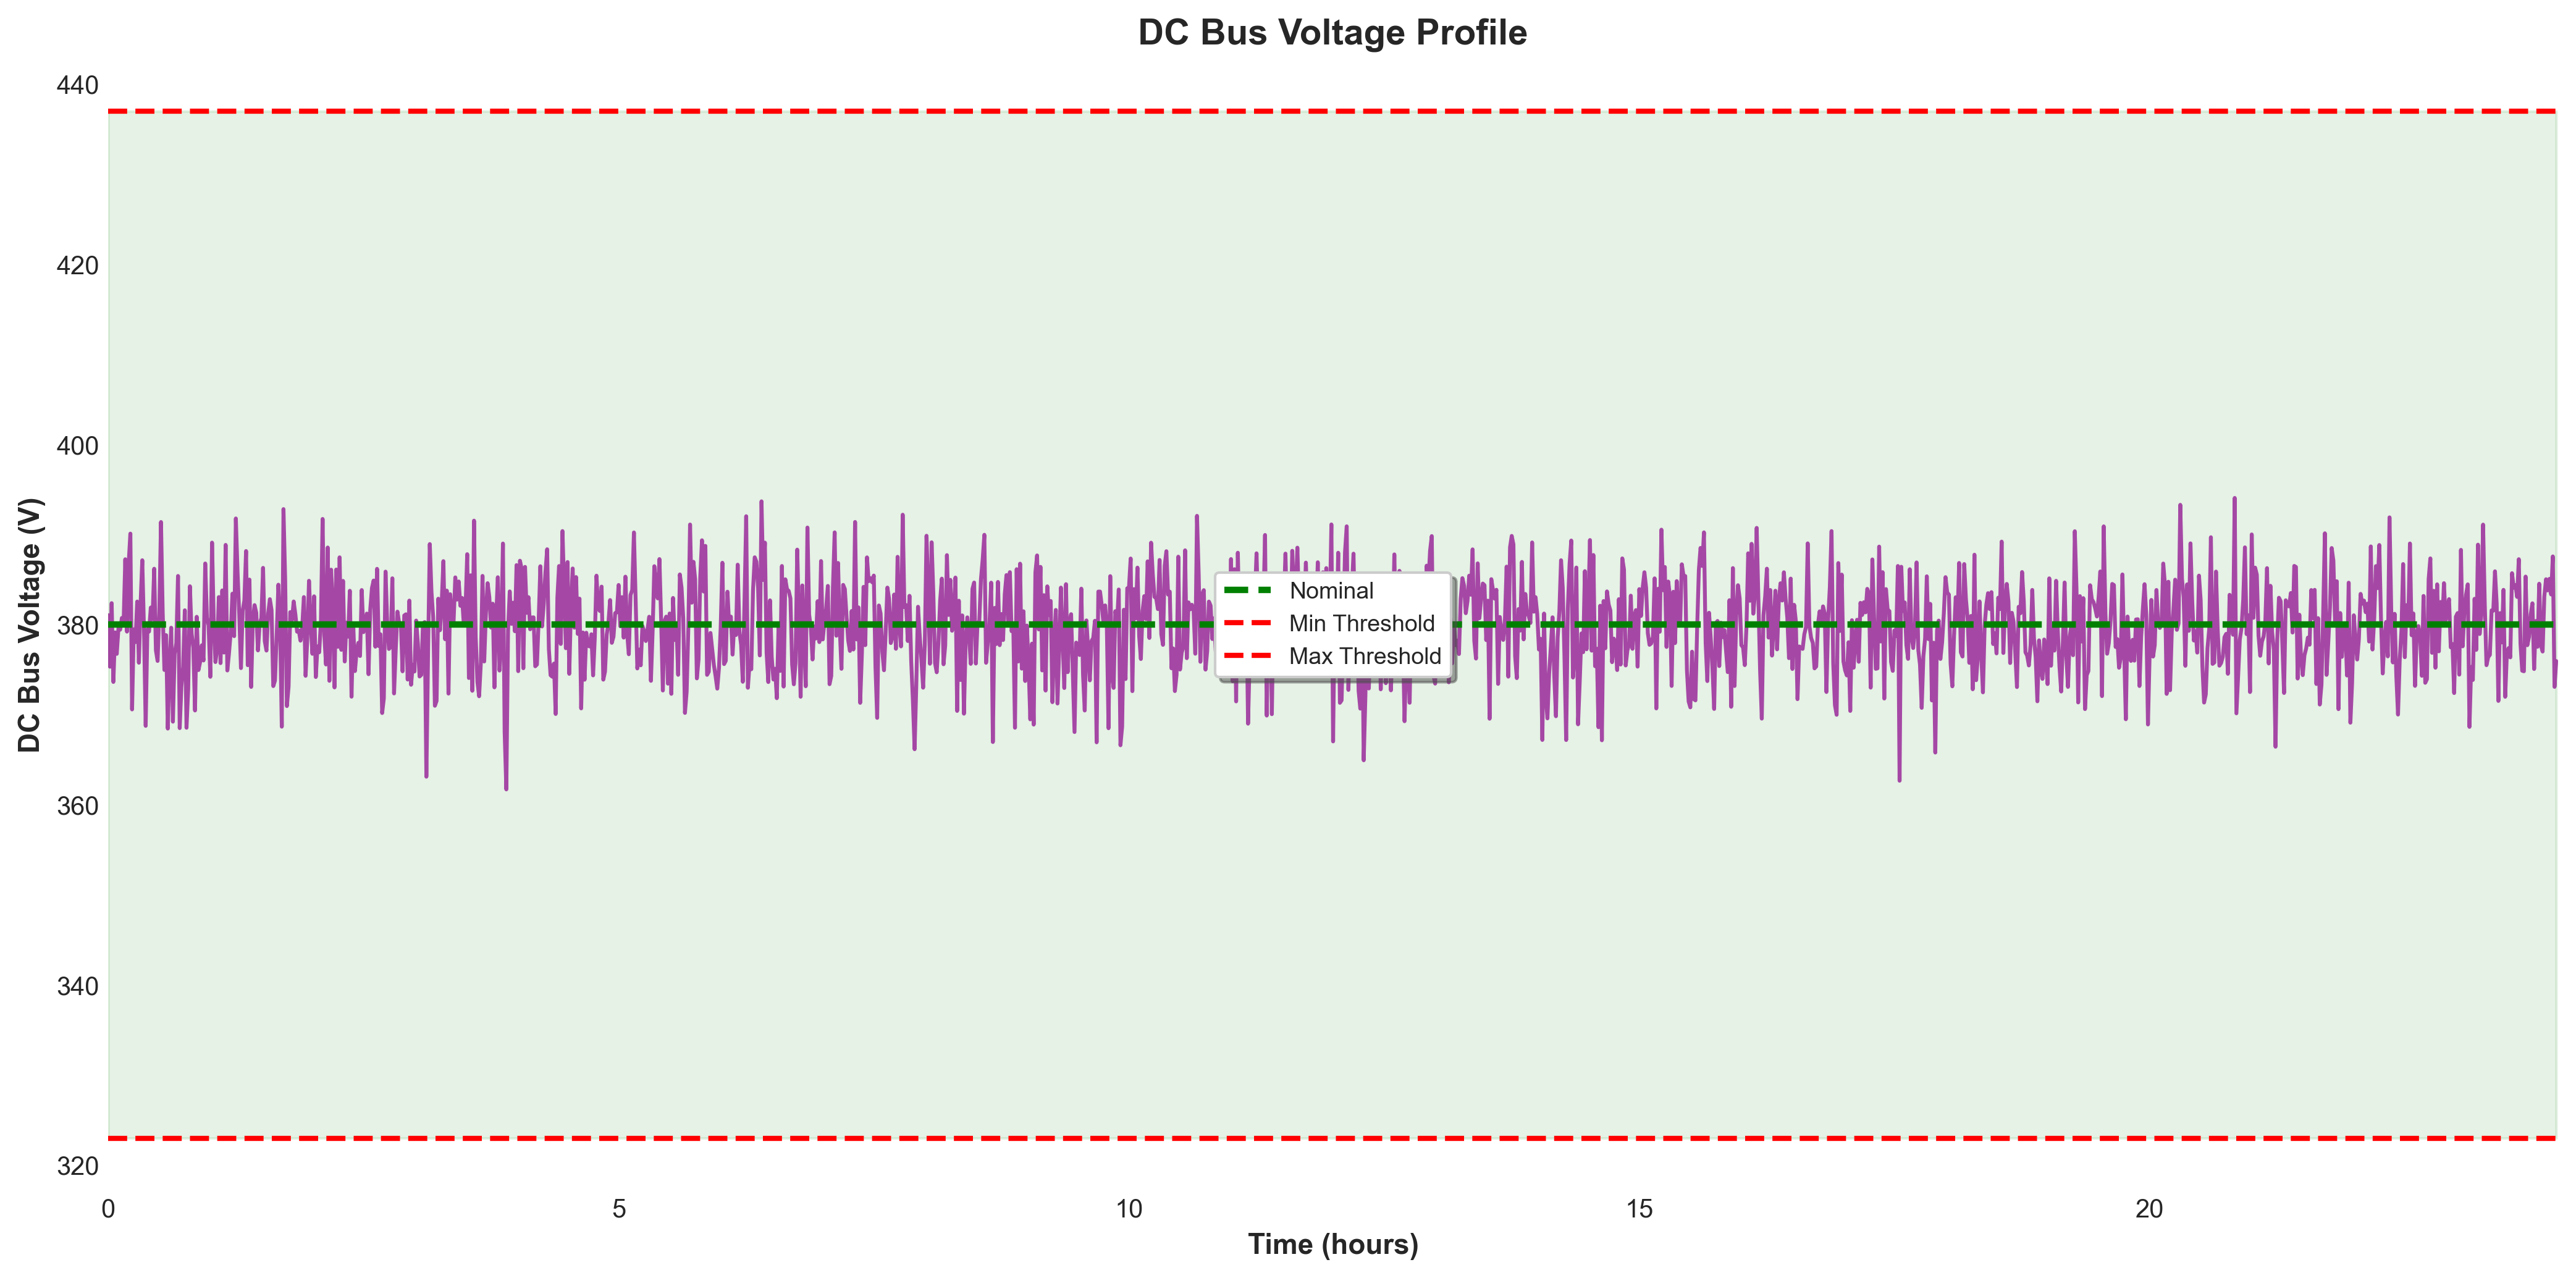 DC Bus Voltage Profile
440
420
400
380
360
340
320
DC Bus Voltage (V)
Nominal
Min Threshold
Max Threshold
0 5 10 15 20
Time (hours)